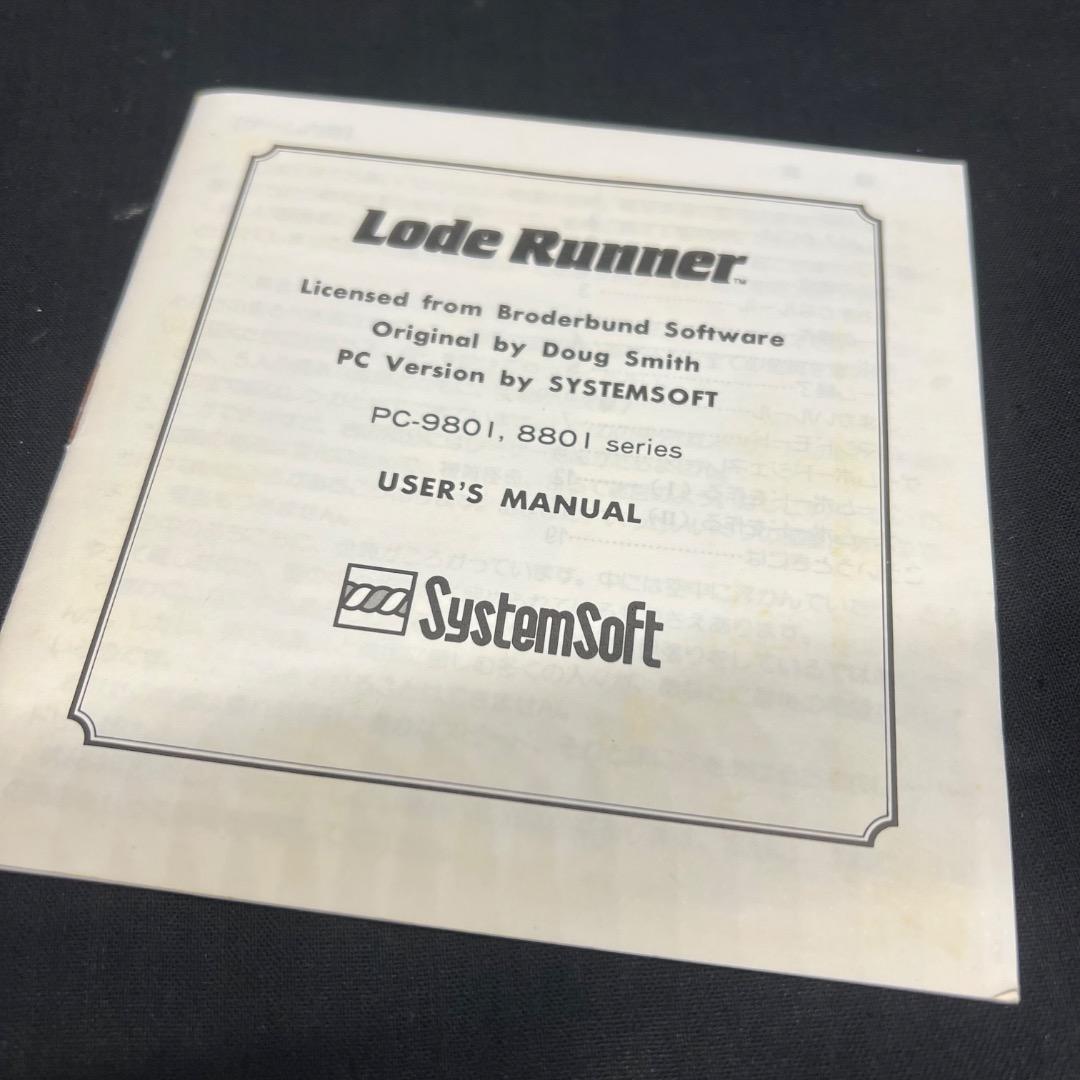 Lode Runner™
Licensed from Broderbund Software
Original by Doug Smith
PC Version by SYSTEMSOFT
PC-9801, 8801 series
USER'S MANUAL
SystemSoft